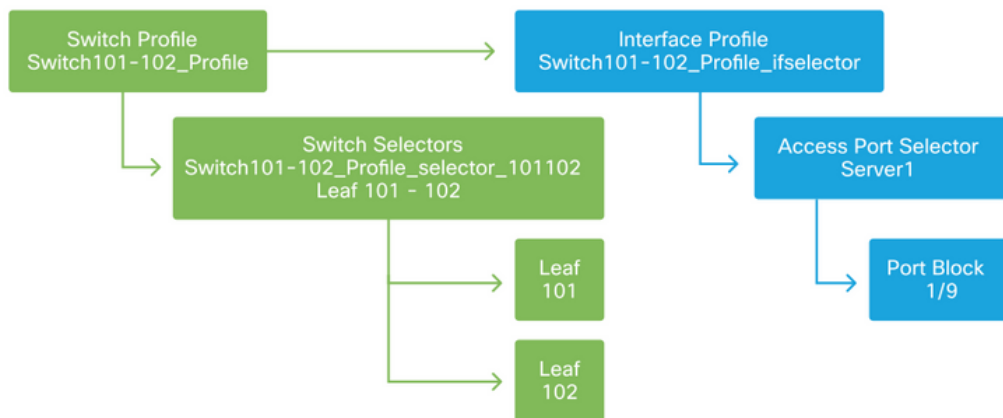 Switch Profile
Switch101-102_Profile
Interface Profile
Switch101-102_Profile_ifselector
Switch Selectors
Switch101-102_Profile_selector_101102
Leaf 101 - 102
Access Port Selector
Server1
Leaf
101
Port Block
1/9
Leaf
102